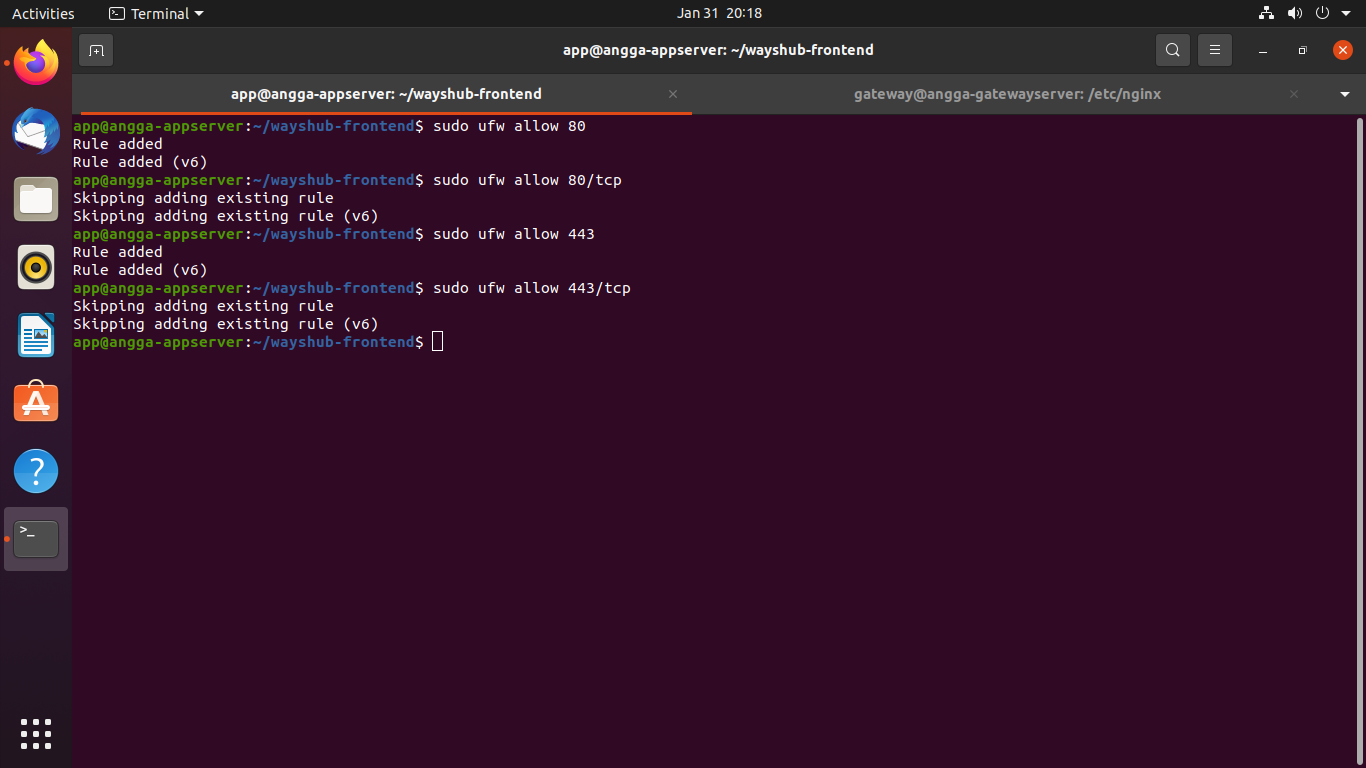 Activities
Terminal
Jan 31 20:18
app@angga-appserver: ~/wayshub-frontend
app@angga-appserver: ~/wayshub-frontend
gateway@angga-gatewayserver: /etc/nginx
app@angga-appserver:~/wayshub-frontend$ sudo ufw allow 80
Rule added
Rule added (v6)
app@angga-appserver:~/wayshub-frontend$ sudo ufw allow 80/tcp
Skipping adding existing rule
Skipping adding existing rule (v6)
app@angga-appserver:~/wayshub-frontend$ sudo ufw allow 443
Rule added
Rule added (v6)
app@angga-appserver:~/wayshub-frontend$ sudo ufw allow 443/tcp
Skipping adding existing rule
Skipping adding existing rule (v6)
app@angga-appserver:~/wayshub-frontend$